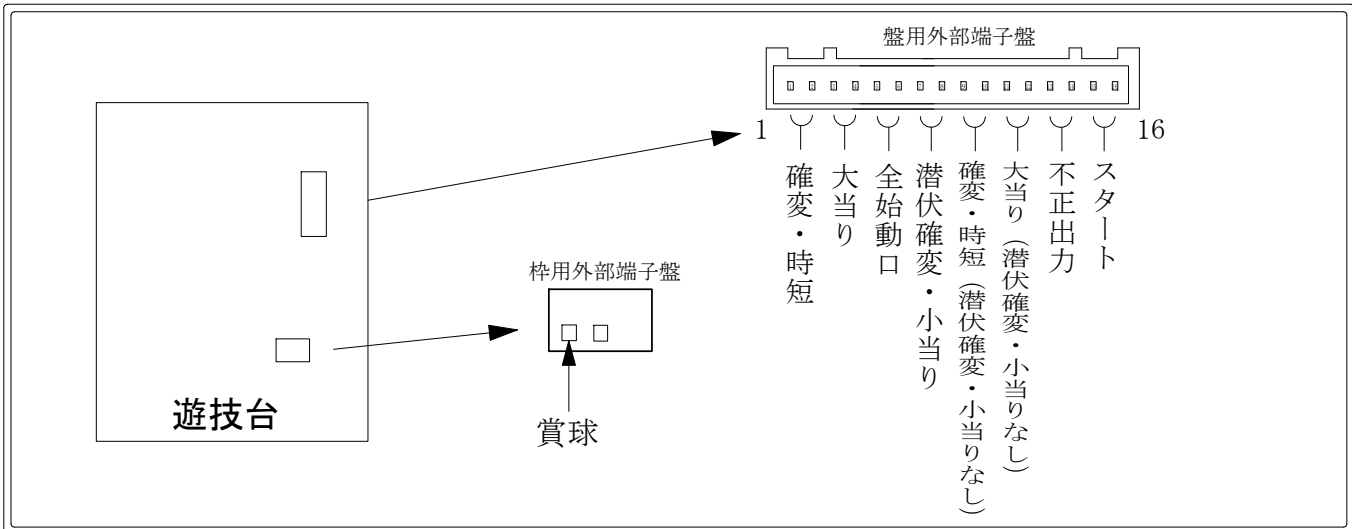 盤用外部端子盤
1
16
確変・時短
大当り
全始動口
潜伏確変・小当り
確変・時短（潜伏確変・小当りなし）
大当り（潜伏確変・小当りなし）
不正出力
スタート
枠用外部端子盤
賞球
遊技台